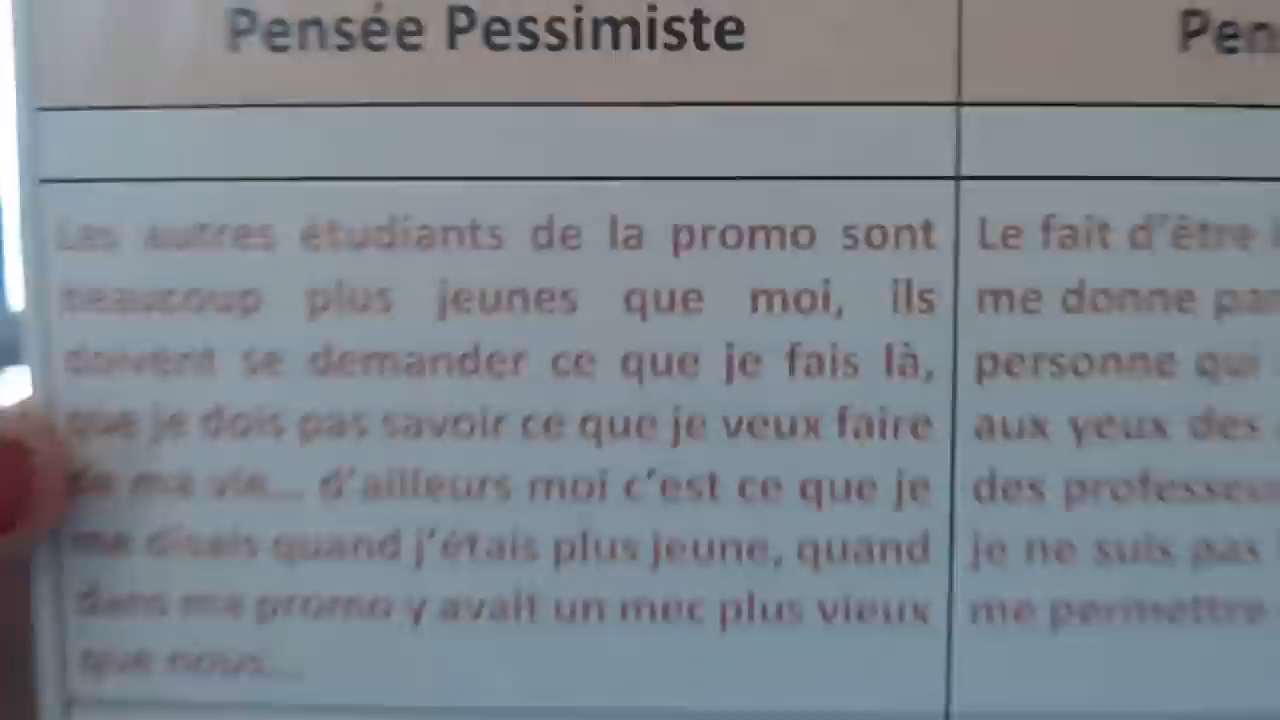 Pensée Pessimiste
Les autres étudiants de la promo sont
beaucoup plus jeunes que moi, ils
doivent se demander ce que je fais là,
que je dois pas savoir ce que je veux faire
de ma vie... d'ailleurs moi c'est ce que je
me disais quand j'étais plus jeune, quand
dans ma promo y avait un mec plus vieux
que nous...
Pen
Le fait d'être
me donne par
personne qui
aux yeux des
des professeu
je ne suis pas
me permettre